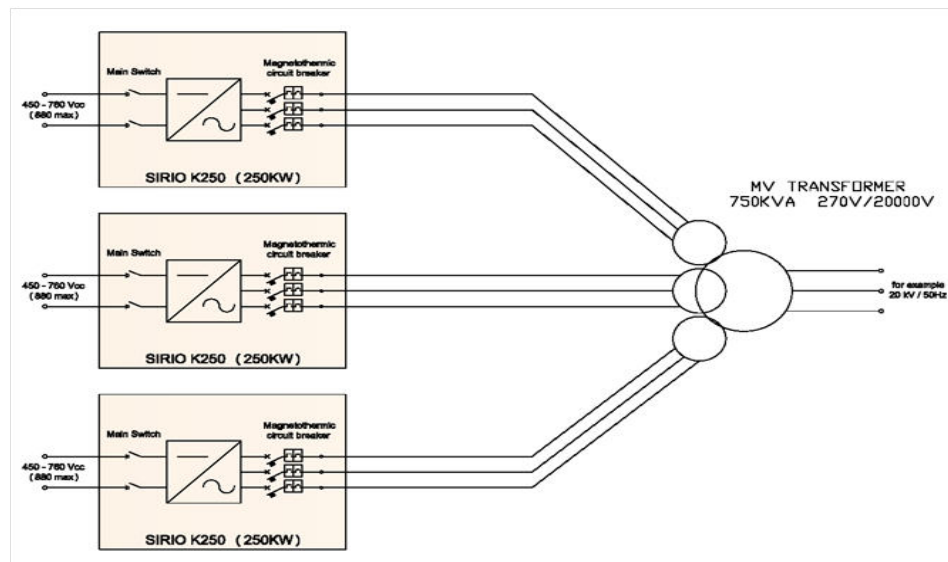 Main Switch
Magnetothermic
circuit breaker
450 - 760 Vcc
( 880 max.)
SIRIO K250 ( 250KW)
MV TRANSFORMER
750KVA 270V/20000V
Main Switch
Magnetothermic
circuit breaker
450 - 760 Vcc
( 880 max.)
SIRIO K250 ( 250KW)
for example
20 kV / 50Hz
Main Switch
Magnetothermic
circuit breaker
450 - 760 Vcc
( 880 max.)
SIRIO K250 ( 250KW)